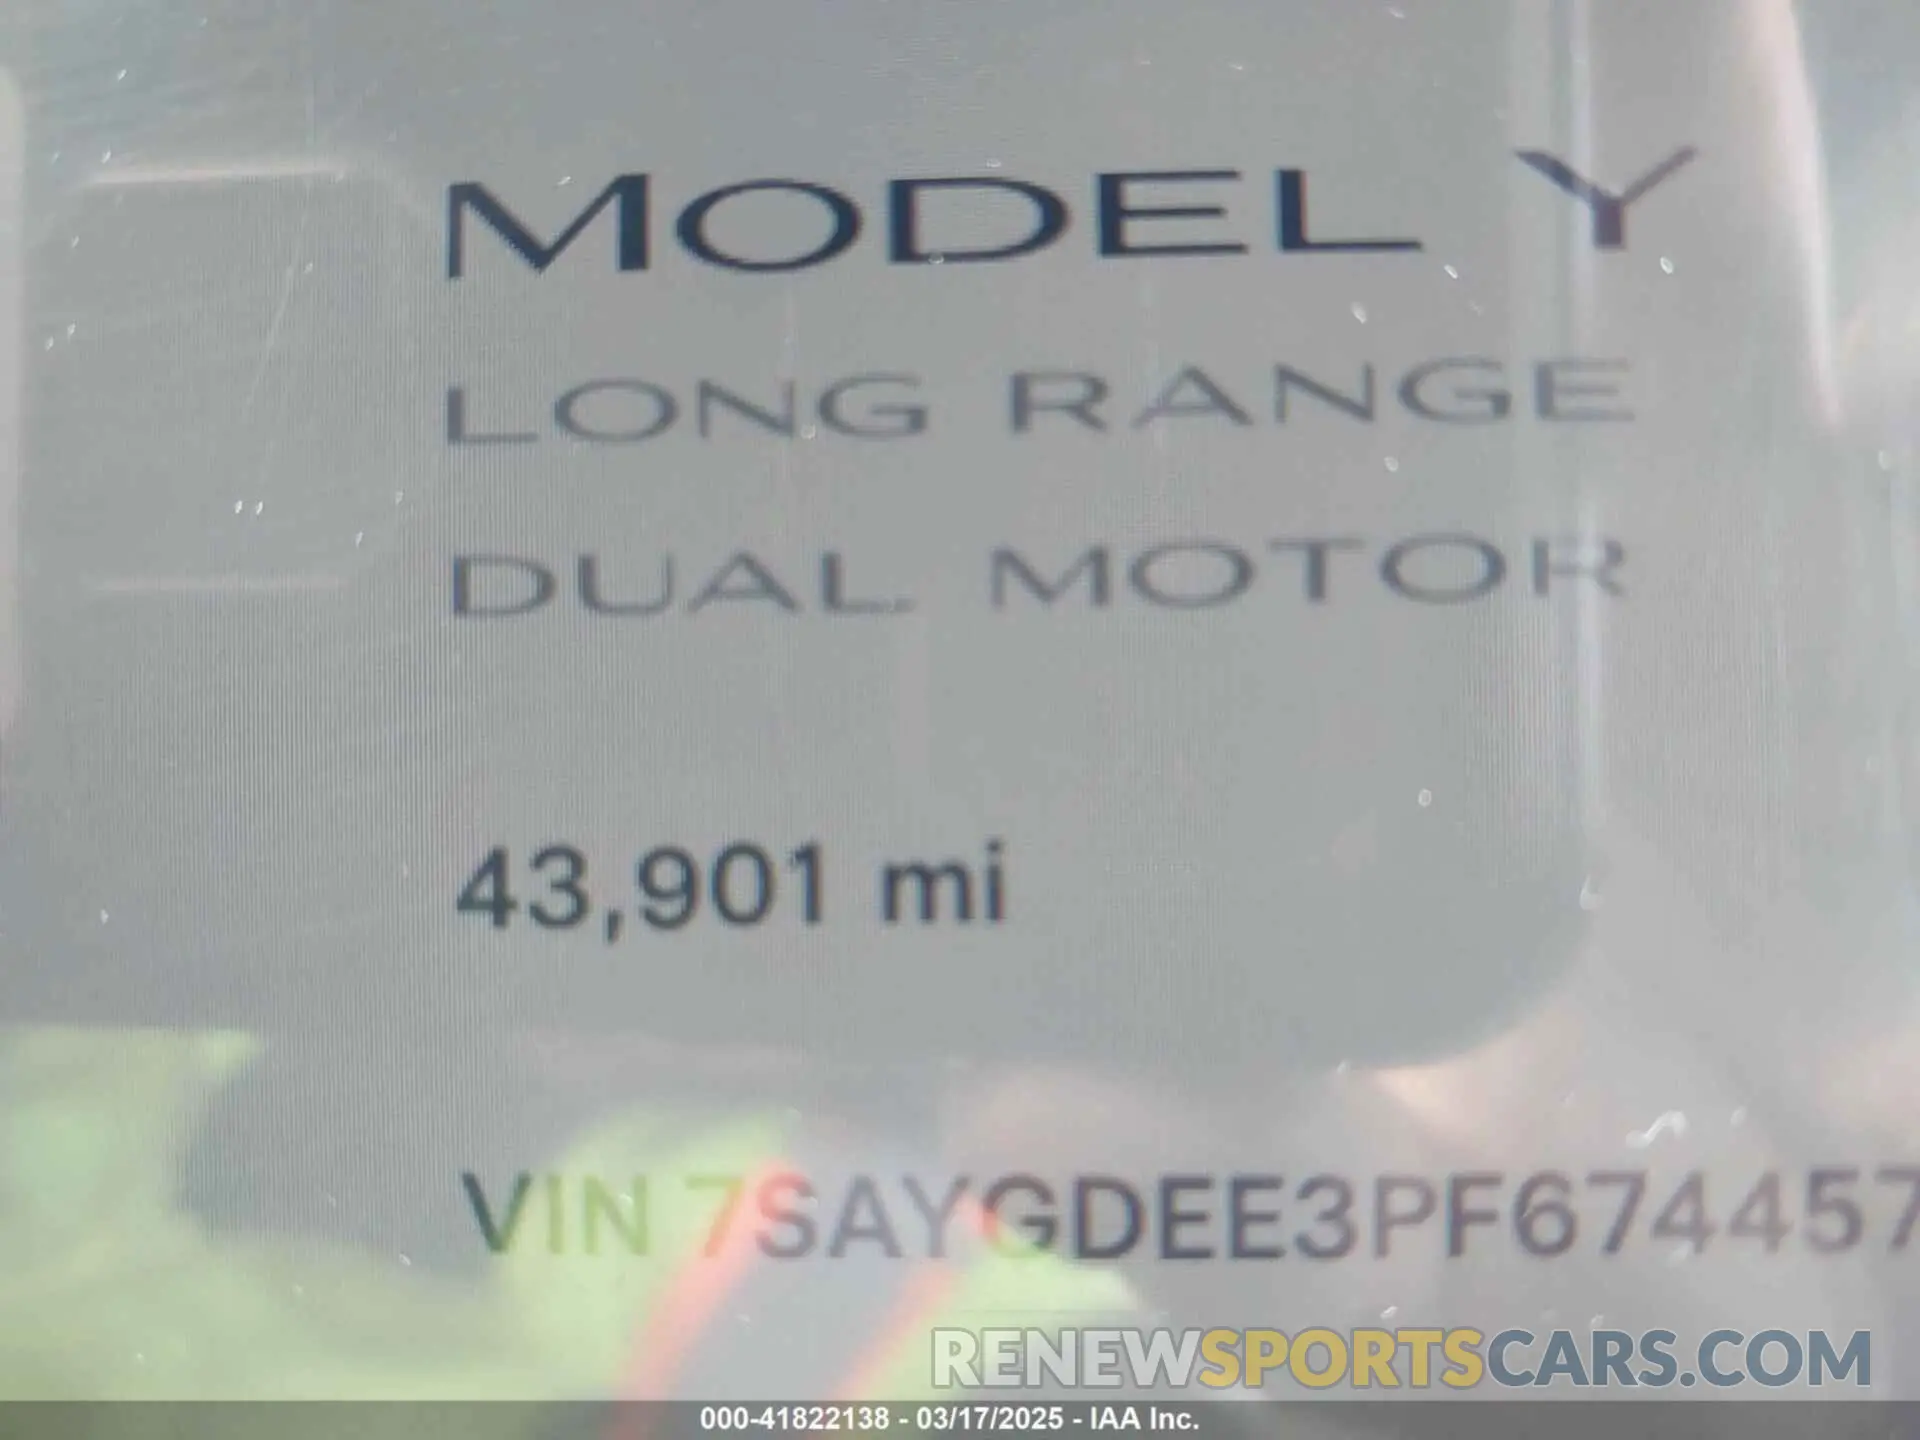 MODEL Y
LONG RANGE
DUAL MOTOR
43,901 mi
VIN 7SAYGDEE3PF674457
RENEWSPORTSCARS.COM
000-41822138 - 03/17/2025 - IAA Inc.